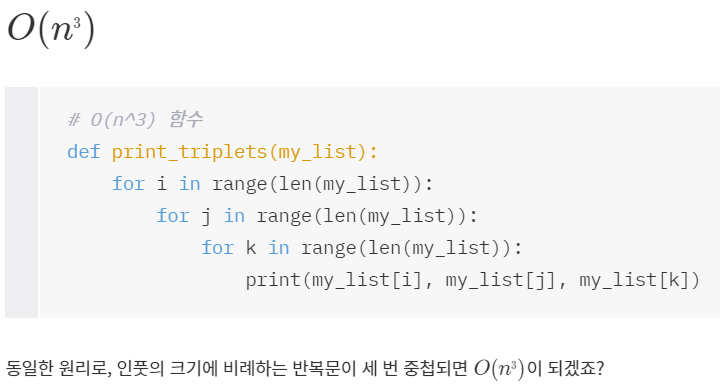 O(n³)
# O(n^3) 함수
def print_triplets(my_list):
    for i in range(len(my_list)):
        for j in range(len(my_list)):
            for k in range(len(my_list)):
                print(my_list[i], my_list[j], my_list[k])
동일한 원리로, 인풋의 크기에 비례하는 반복문이 세 번 중첩되면 O(n³)이 되겠죠?